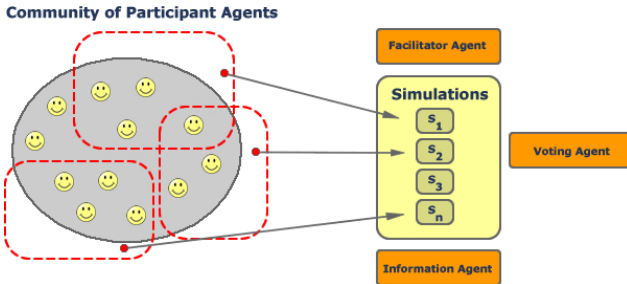 Community of Participant Agents
Facilitator Agent
Simulations
S1
S2
S3
Sn
Voting Agent
Information Agent